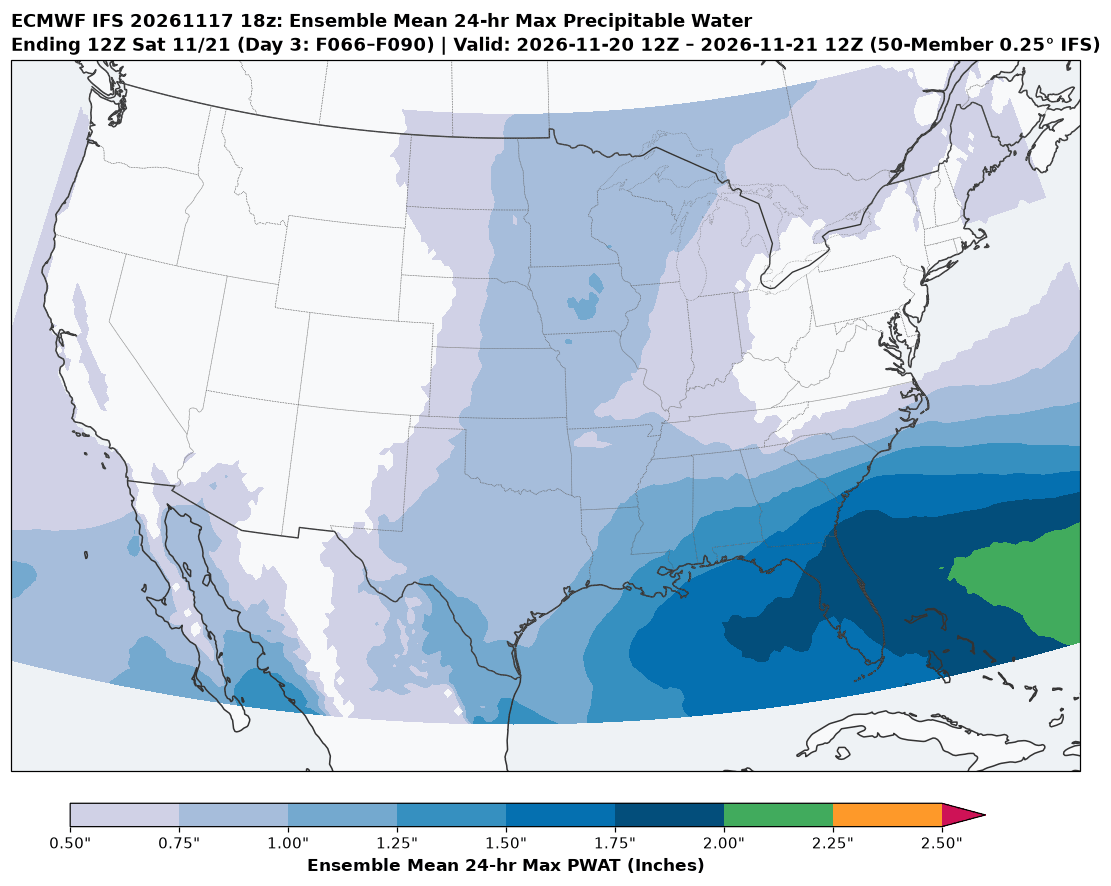 ECMWF IFS 20261117 18z: Ensemble Mean 24-hr Max Precipitable Water
Ending 12Z Sat 11/21 (Day 3: F066–F090) | Valid: 2026-11-20 12Z – 2026-11-21 12Z (50-Member 0.25° IFS)
0.50" 0.75" 1.00" 1.25" 1.50" 1.75" 2.00" 2.25" 2.50"
Ensemble Mean 24-hr Max PWAT (Inches)